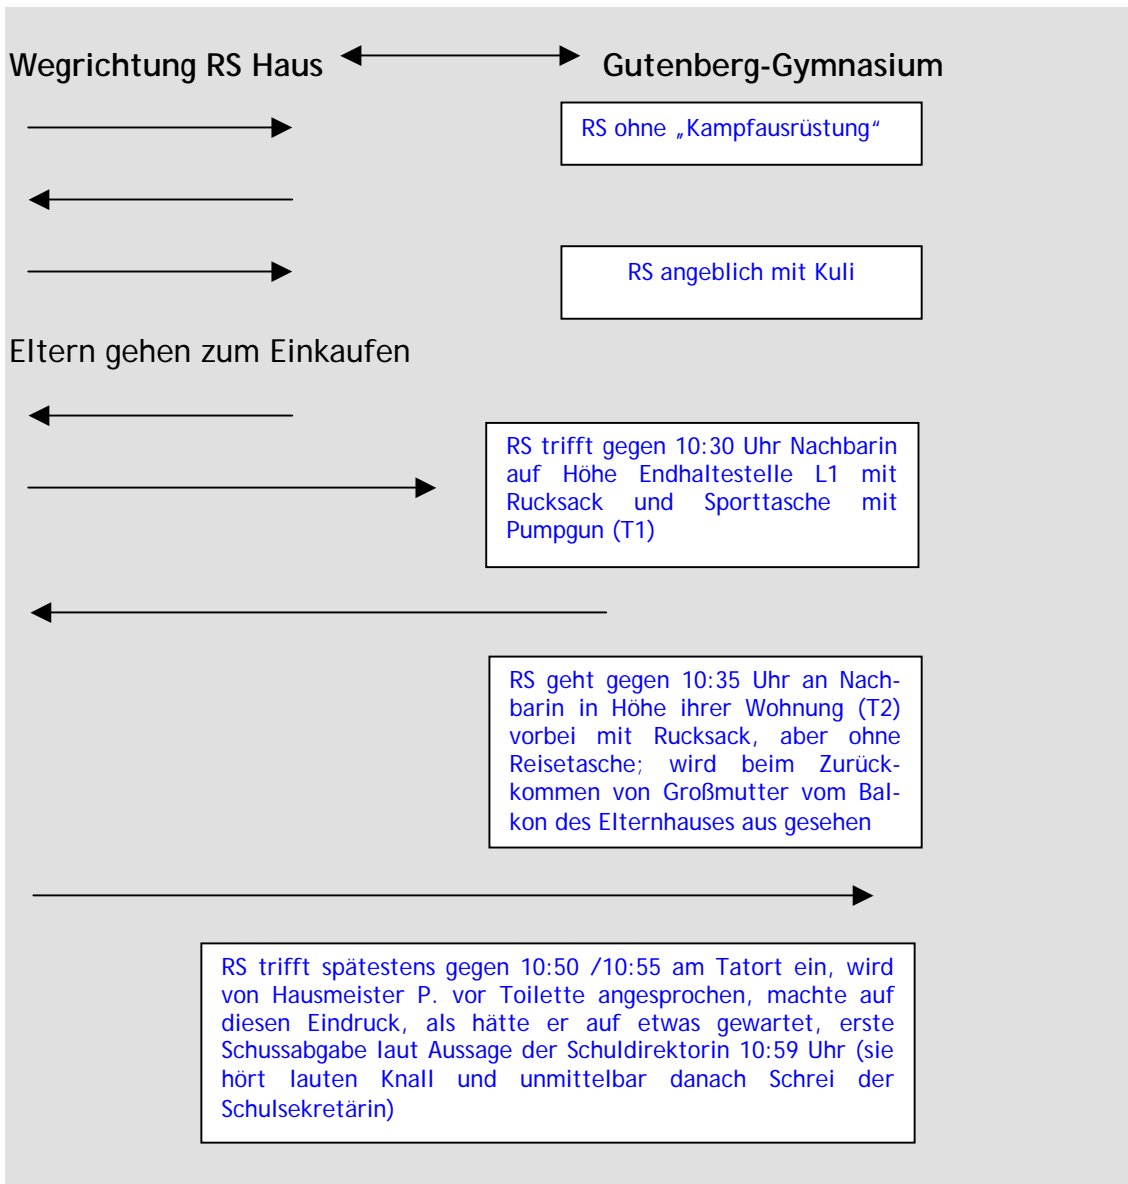 Wegrichtung RS Haus Gutenberg-Gymnasium
RS ohne „Kampfausrüstung“
RS angeblich mit Kuli
Eltern gehen zum Einkaufen
RS trifft gegen 10:30 Uhr Nachbarin
auf Höhe Endhaltestelle L1 mit
Rucksack und Sporttasche mit
Pumpgun (T1)
RS geht gegen 10:35 Uhr an Nach-
barin in Höhe ihrer Wohnung (T2)
vorbei mit Rucksack, aber ohne
Reisetasche; wird beim Zurück-
kommen von Großmutter vom Bal-
kon des Elternhauses aus gesehen
RS trifft spätestens gegen 10:50 /10:55 am Tatort ein, wird
von Hausmeister P. vor Toilette angesprochen, machte auf
diesen Eindruck, als hätte er auf etwas gewartet, erste
Schussabgabe laut Aussage der Schuldirektorin 10:59 Uhr (sie
hört lauten Knall und unmittelbar danach Schrei der
Schulsekretärin)